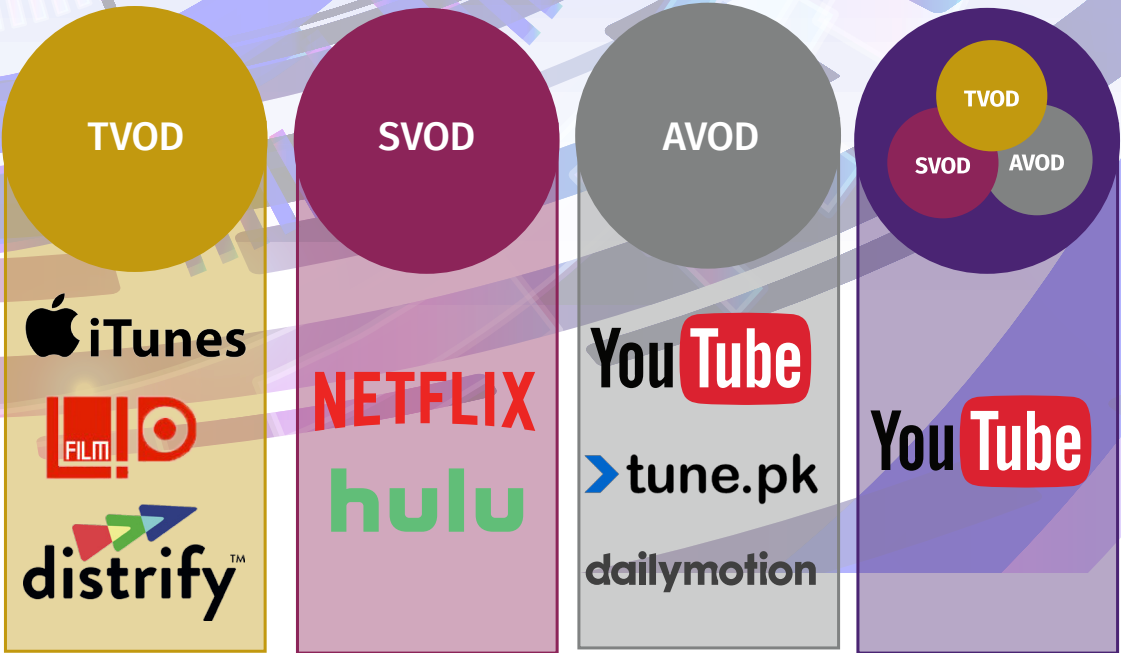 TVOD
iTunes
FILM
distrify™
SVOD
NETFLIX
hulu
AVOD
YouTube
tune.pk
dailymotion
TVOD
SVOD
AVOD
YouTube